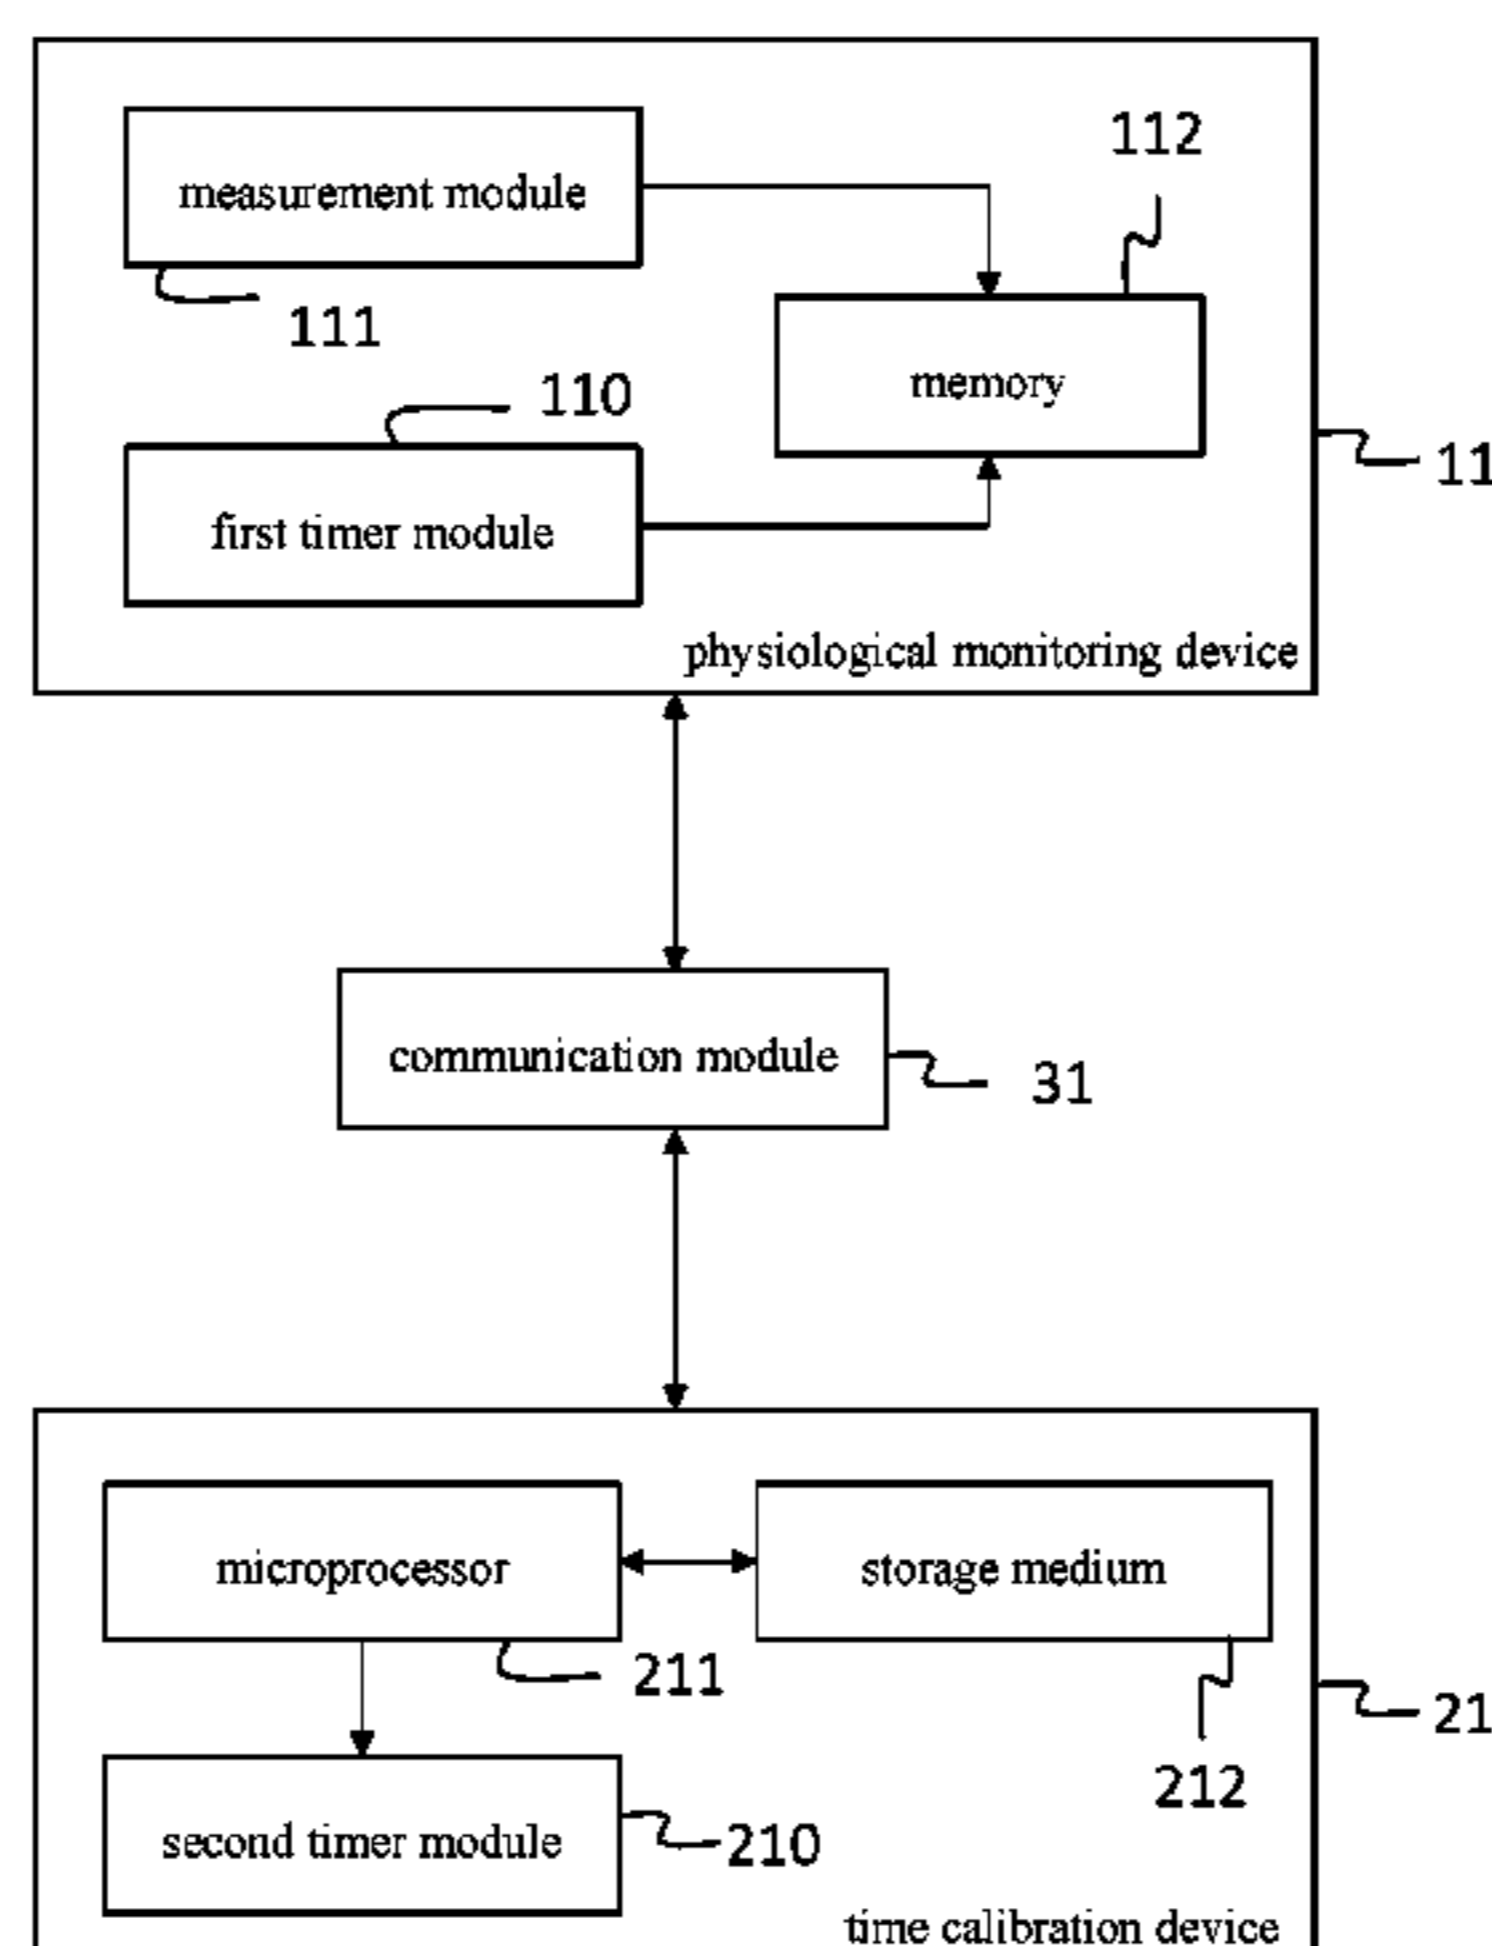 112
measurement module
111
110
memory
11
first timer module
physiological monitoring device
communication module
31
microprocessor
storage medium
211
21
212
second timer module
210
time calibration device